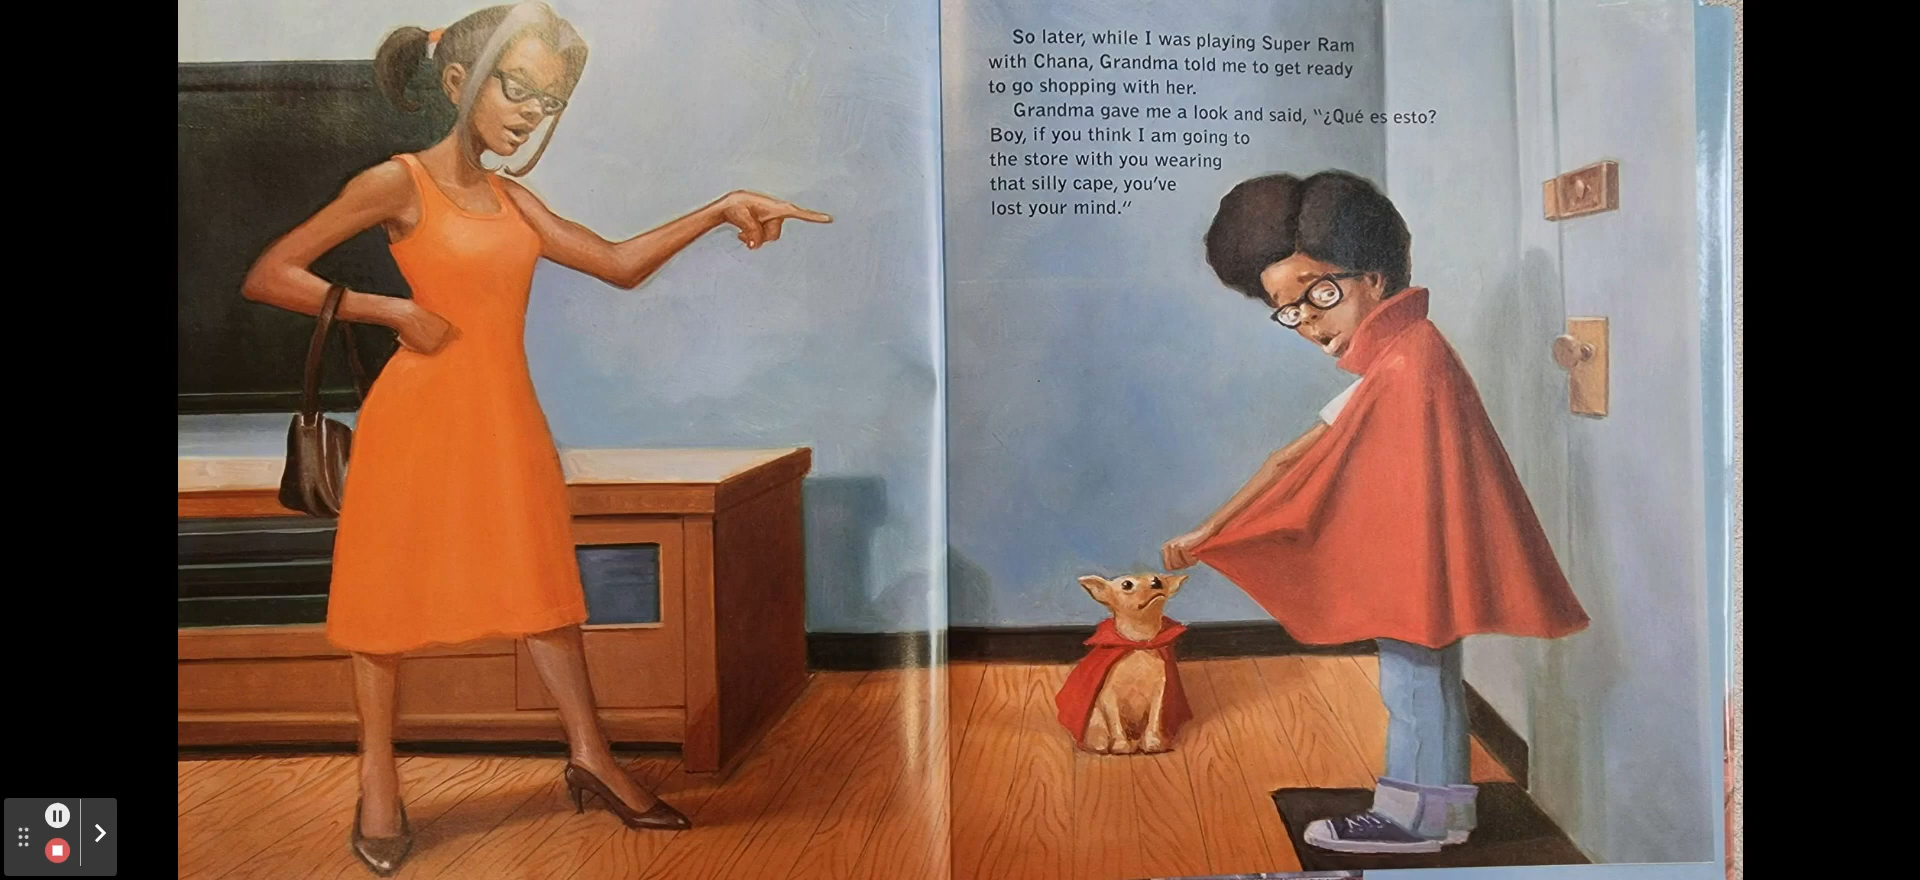 So later, while I was playing Super Ram
with Chana, Grandma told me to get ready
to go shopping with her.
Grandma gave me a look and said, "¿Qué es esto?
Boy, if you think I am going to
the store with you wearing
that silly cape, you've
lost your mind."